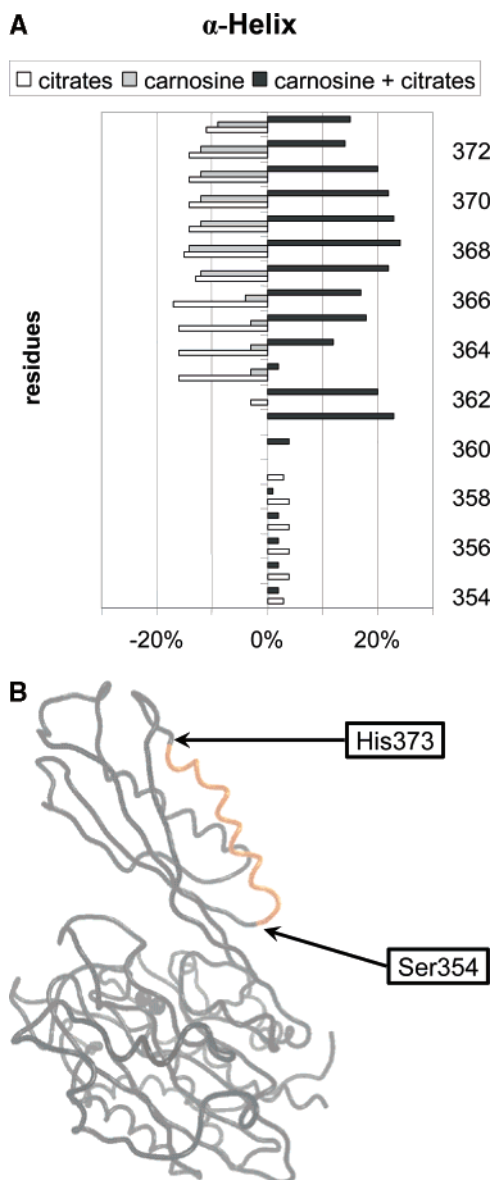 A
α-Helix
citrates carnosine carnosine + citrates
residues
372
370
368
366
364
362
360
358
356
354
-20% 0% 20%
B
His373
Ser354